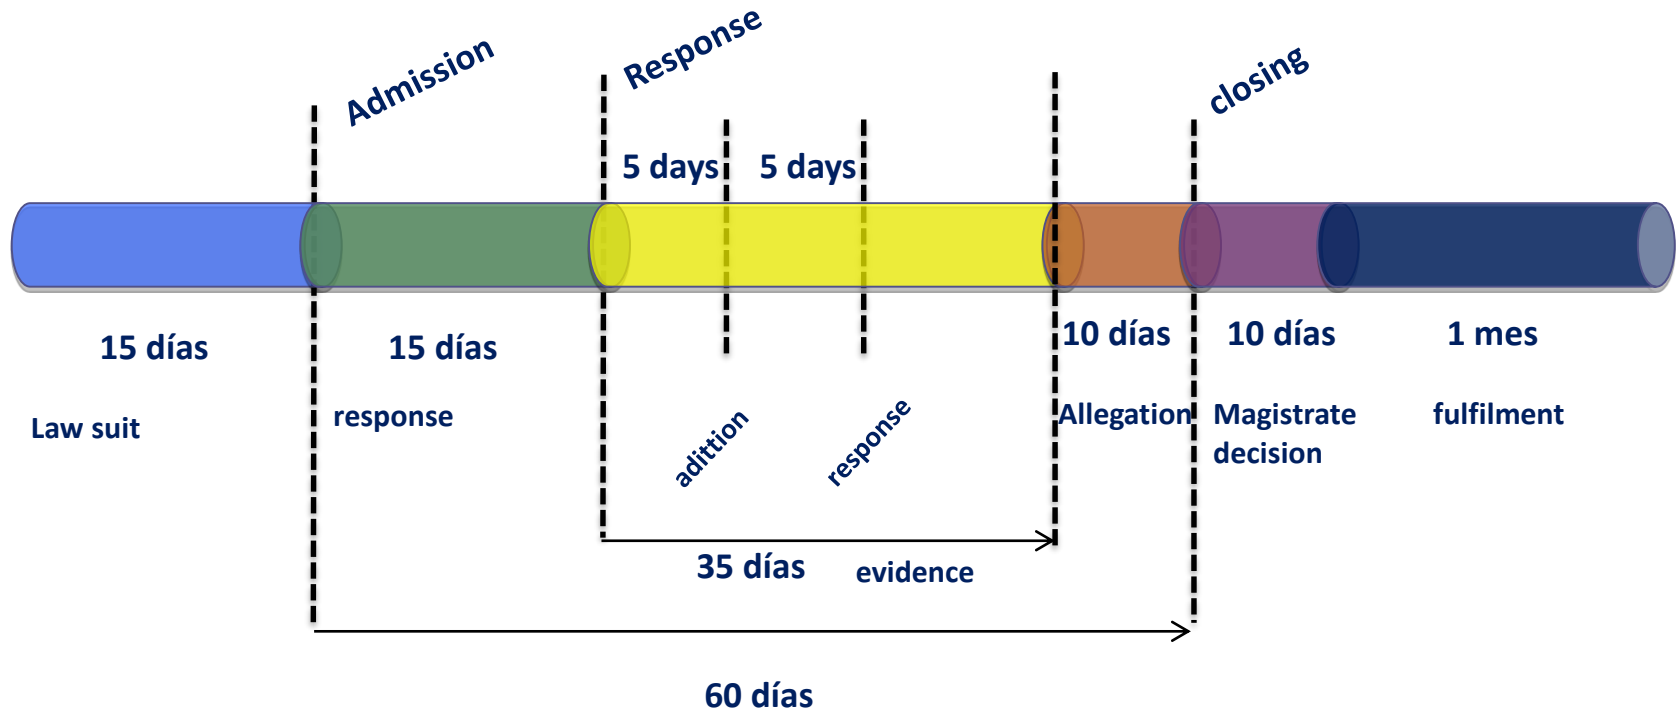 Admission
Response
closing
5 days
5 days
15 días
15 días
10 días
10 días
1 mes
Law suit
response
adittion
response
Allegation
Magistrate
decision
fulfilment
35 días
evidence
60 días